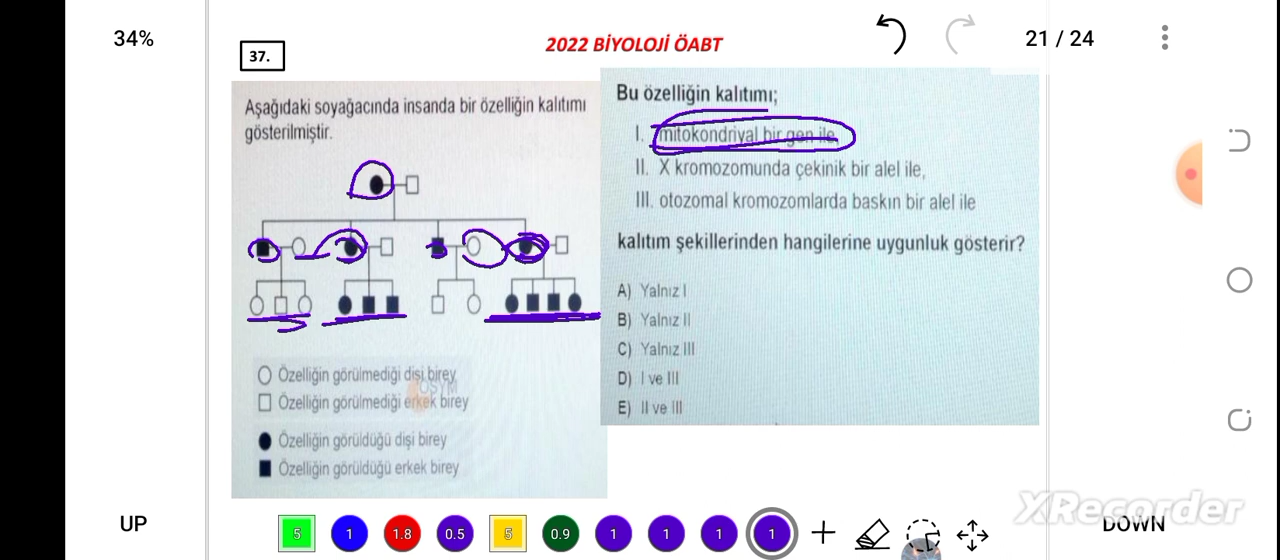 34%
2022 BİYOLOJİ ÖABT
21 / 24
37.
Aşağıdaki soyağacında insanda bir özelliğin kalıtımı
gösterilmiştir.
Özelliğin görülmediği dişi birey
Özelliğin görülmediği erkek birey
Özelliğin görüldüğü dişi birey
Özelliğin görüldüğü erkek birey
ÖSYM
Bu özelliğin kalıtımı;
I. mitokondriyal bir gen ile,
II. X kromozomunda çekinik bir alel ile,
III. otozomal kromozomlarda baskın bir alel ile
kalıtım şekillerinden hangilerine uygunluk gösterir?
A) Yalnız I
B) Yalnız II
C) Yalnız III
D) I ve III
E) II ve III
XRecorder
UP
5 1 1.8 0.5 5 0.9 1 1 1 1
DOWN